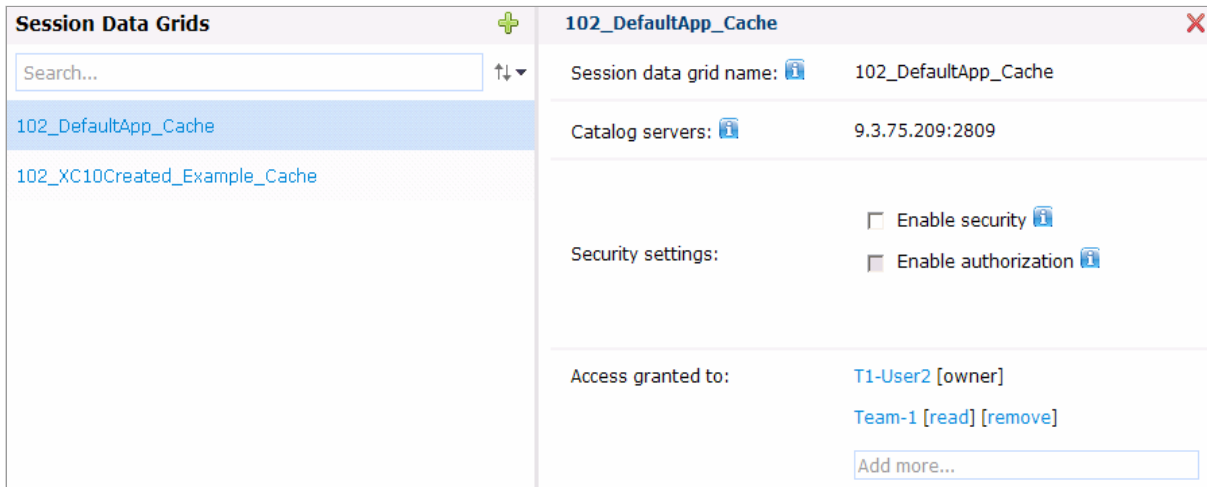 Session Data Grids
Search...
102_DefaultApp_Cache
102_XC10Created_Example_Cache
102_DefaultApp_Cache
Session data grid name: 102_DefaultApp_Cache
Catalog servers: 9.3.75.209:2809
Security settings:
Enable security
Enable authorization
Access granted to: T1-User2 [owner]
Team-1 [read] [remove]
Add more...